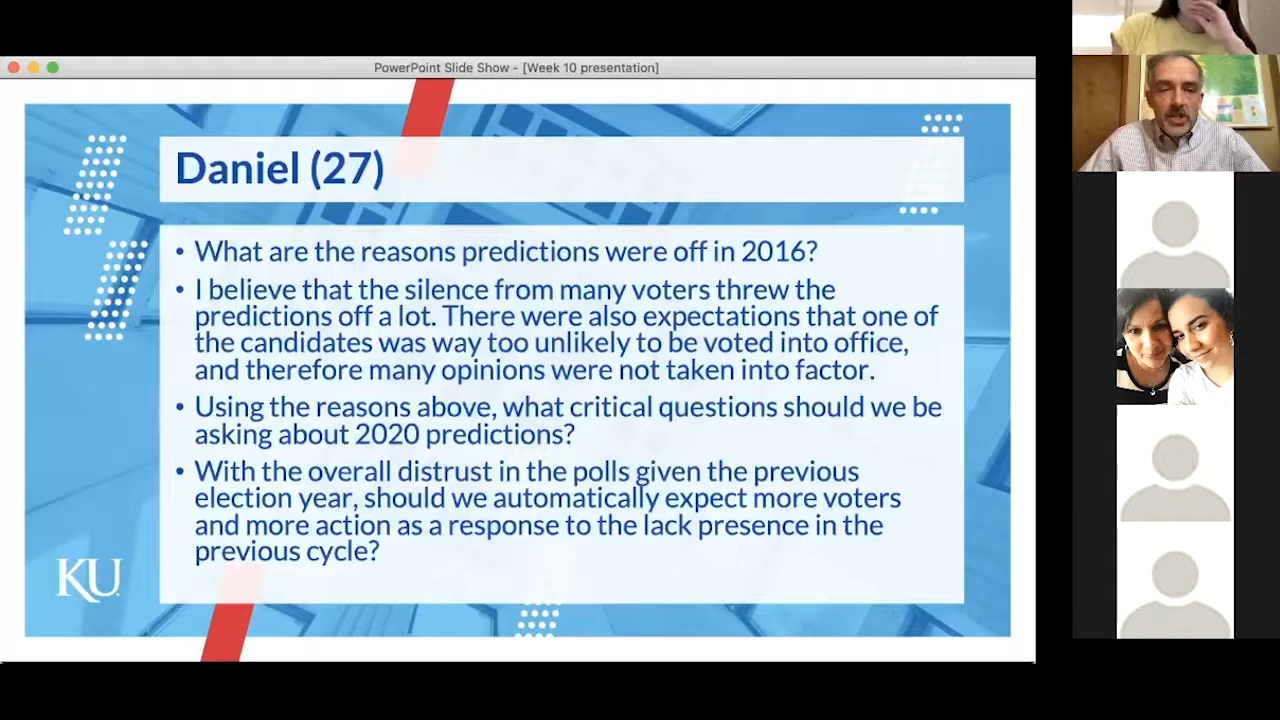 PowerPoint Slide Show - [Week 10 presentation]
Daniel (27)
• What are the reasons predictions were off in 2016?
• I believe that the silence from many voters threw the
predictions off a lot. There were also expectations that one of
the candidates was way too unlikely to be voted into office,
and therefore many opinions were not taken into factor.
• Using the reasons above, what critical questions should we be
asking about 2020 predictions?
• With the overall distrust in the polls given the previous
election year, should we automatically expect more voters
and more action as a response to the lack presence in the
previous cycle?
KU